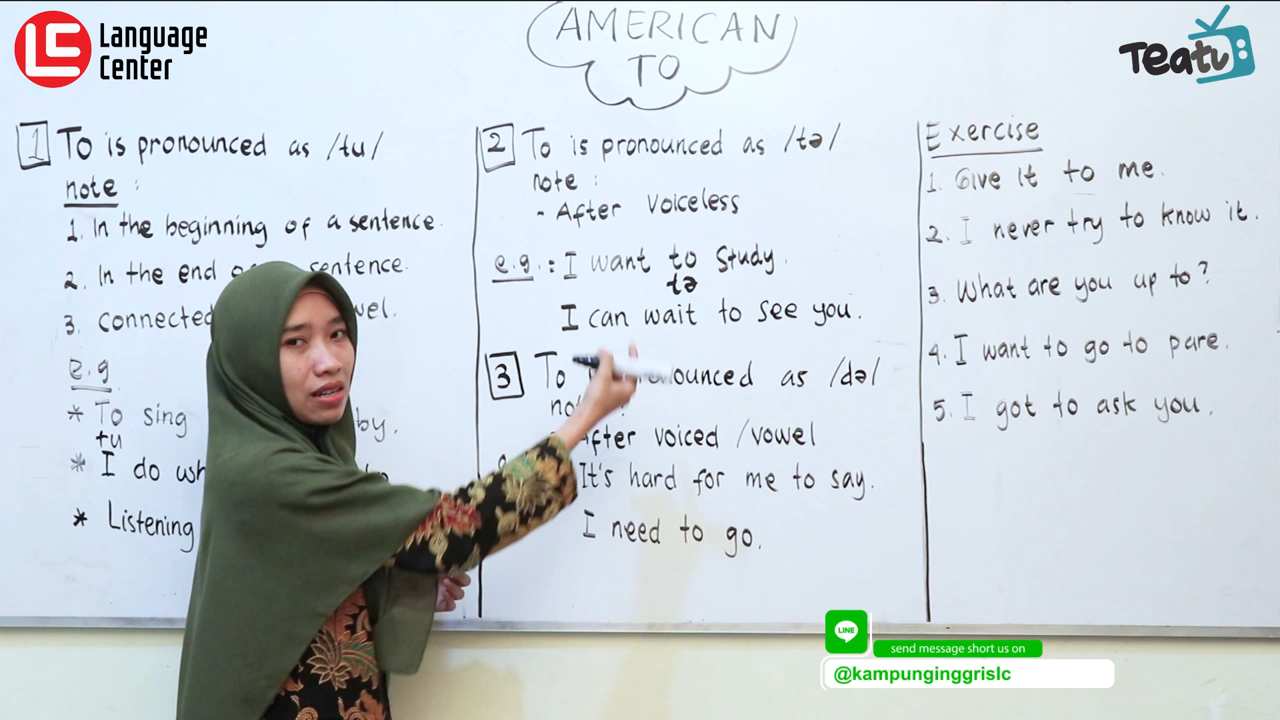 LC Language
Center
TEAtv
AMERICAN
TO
1 To is pronounced as /tu/
note :
1. In the beginning of a sentence.
2. In the end sentence.
3. connected
e.g
* To sing by.
tu
* I do
* Listening
2 To is pronounced as /tə/
note :
- After voiceless
e.g. : I want to study.
tə
I can wait to see you.
3 To pronounced as /də/
After voiced /vowel
It's hard for me to say.
I need to go.
Exercise
1. Give it to me.
2. I never try to know it.
3. What are you up to?
4. I want to go to pare.
5. I got to ask you.
LINE
send message short us on
@kampunginggrislc